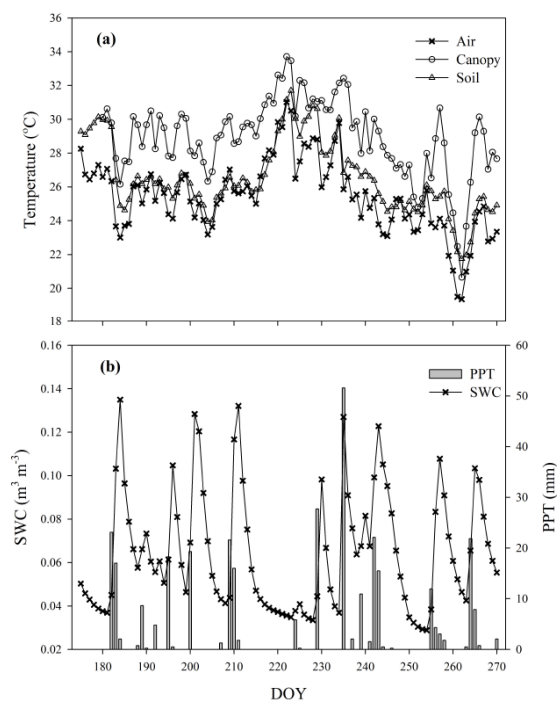 (a)
Air
Canopy
Soil
Temperature (°C)
36
34
32
30
28
26
24
22
20
18
(b)
PPT
SWC
SWC (m³ m⁻³)
0.16
0.14
0.12
0.10
0.08
0.06
0.04
0.02
60
50
40
30
20
10
0
PPT (mm)
180 190 200 210 220 230 240 250 260 270
DOY